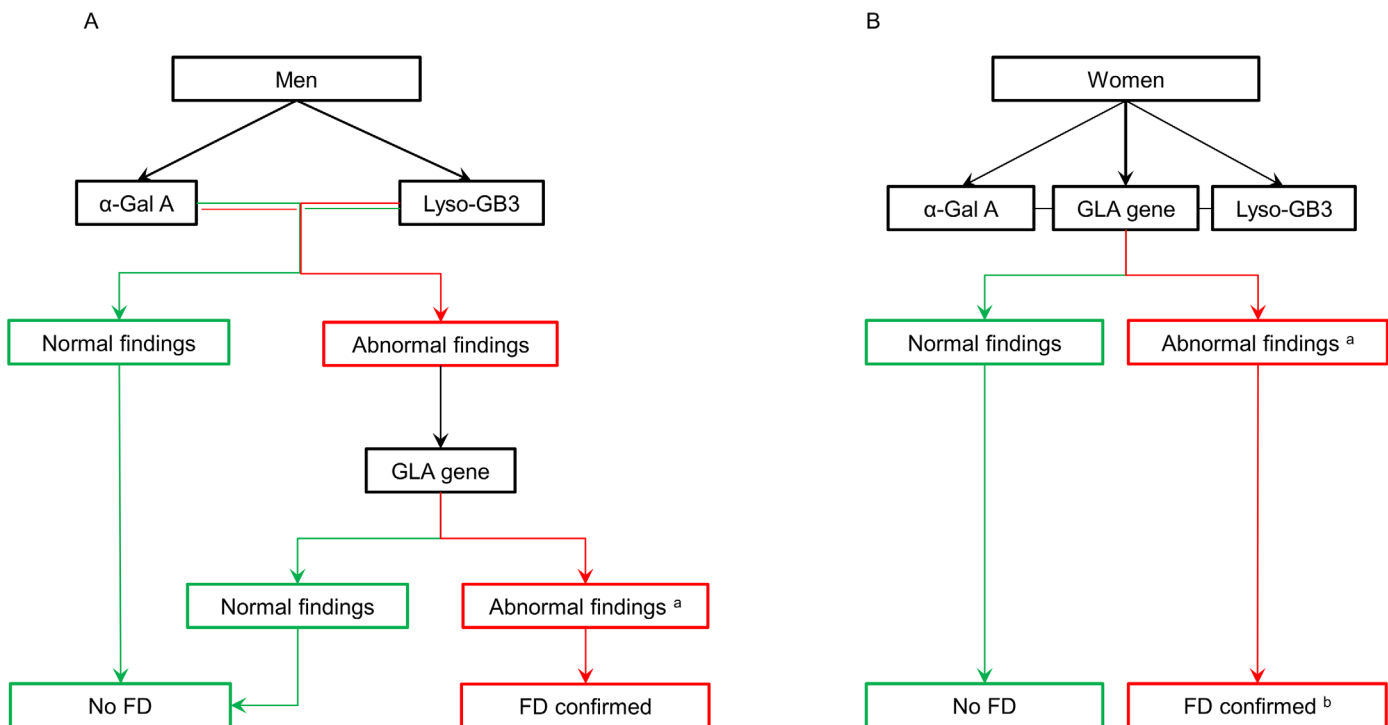 A
Men
α-Gal A
Lyso-GB3
Normal findings
Abnormal findings
GLA gene
Normal findings
Abnormal findings ᵃ
No FD
FD confirmed
B
Women
α-Gal A
GLA gene
Lyso-GB3
Normal findings
Abnormal findings ᵃ
No FD
FD confirmed ᵇ